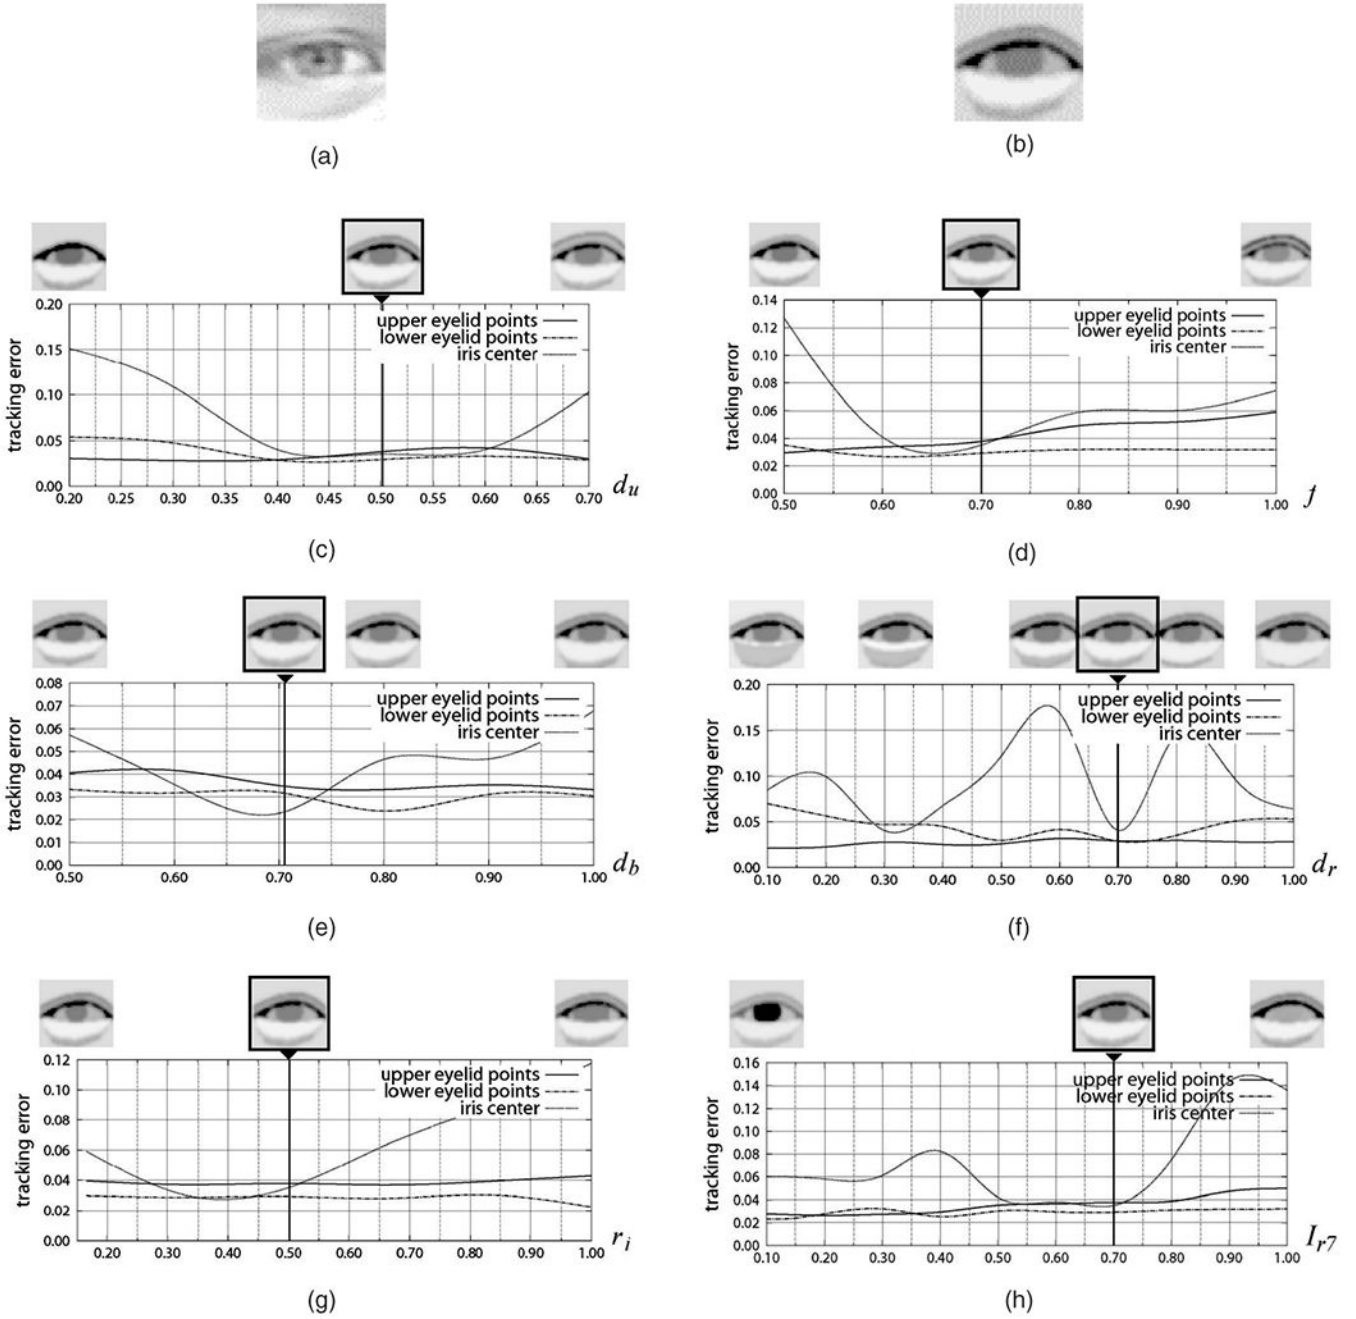 (a)
(b)
upper eyelid points
lower eyelid points
iris center
tracking error
0.20
0.15
0.10
0.05
0.00
0.20 0.25 0.30 0.35 0.40 0.45 0.50 0.55 0.60 0.65 0.70
d_u
(c)
upper eyelid points
lower eyelid points
iris center
tracking error
0.14
0.12
0.10
0.08
0.06
0.04
0.02
0.00
0.50 0.60 0.70 0.80 0.90 1.00
f
(d)
upper eyelid points
lower eyelid points
iris center
tracking error
0.08
0.07
0.06
0.05
0.04
0.03
0.02
0.01
0.00
0.50 0.60 0.70 0.80 0.90 1.00
d_b
(e)
upper eyelid points
lower eyelid points
iris center
tracking error
0.20
0.15
0.10
0.05
0.00
0.10 0.20 0.30 0.40 0.50 0.60 0.70 0.80 0.90 1.00
d_r
(f)
upper eyelid points
lower eyelid points
iris center
tracking error
0.12
0.10
0.08
0.06
0.04
0.02
0.00
0.20 0.30 0.40 0.50 0.60 0.70 0.80 0.90 1.00
r_i
(g)
upper eyelid points
lower eyelid points
iris center
tracking error
0.16
0.14
0.12
0.10
0.08
0.06
0.04
0.02
0.00
0.10 0.20 0.30 0.40 0.50 0.60 0.70 0.80 0.90 1.00
I_r7
(h)